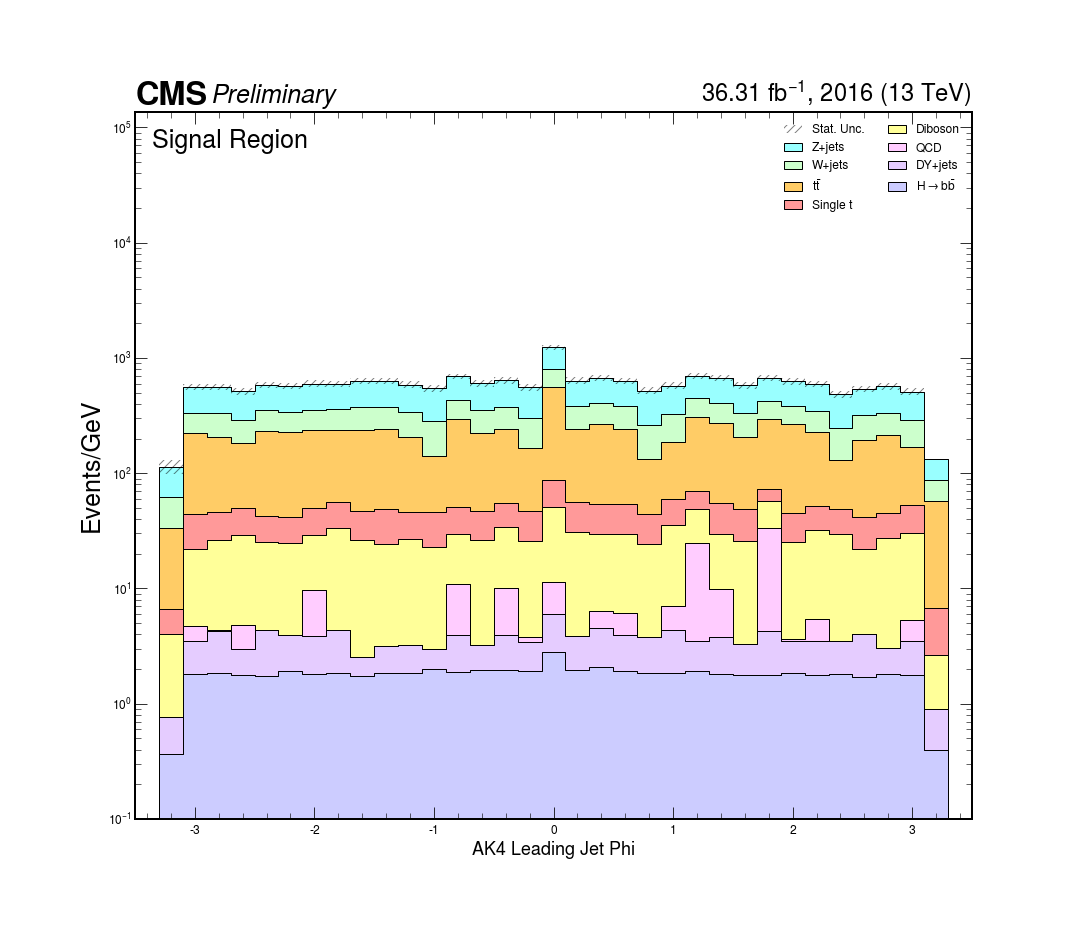 CMS Preliminary
36.31 fb⁻¹, 2016 (13 TeV)
Signal Region
Stat. Unc.
Z+jets
W+jets
tt̄
Single t
Diboson
QCD
DY+jets
H→bb̄
Events/GeV
10⁵
10⁴
10³
10²
10¹
10⁰
10⁻¹
-3 -2 -1 0 1 2 3
AK4 Leading Jet Phi